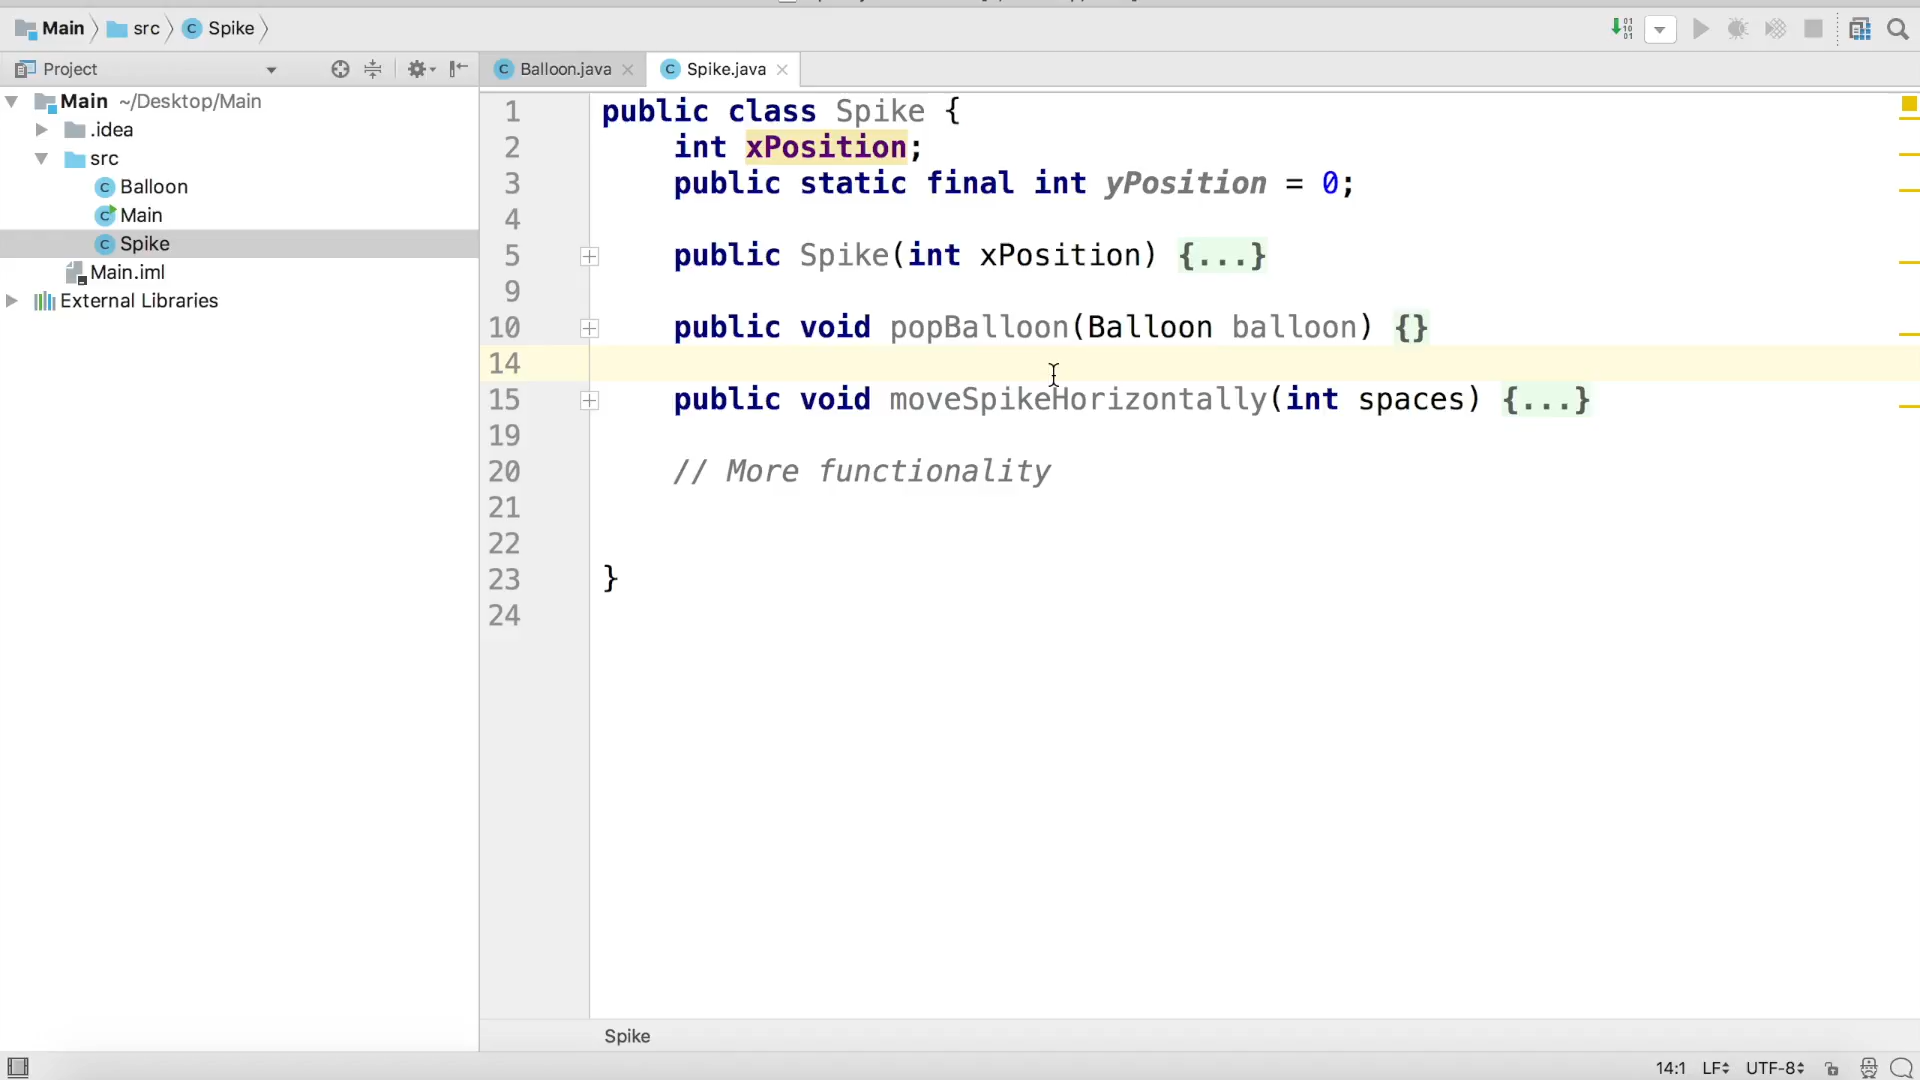 Main src Spike
Project
Balloon.java Spike.java
Main ~/Desktop/Main
.idea
src
Balloon
Main
Spike
Main.iml
External Libraries
1 public class Spike {
2 int xPosition;
3 public static final int yPosition = 0;
4
5 public Spike(int xPosition) {...}
9
10 public void popBalloon(Balloon balloon) {}
14
15 public void moveSpikeHorizontally(int spaces) {...}
19
20 // More functionality
21
22
23 }
24
Spike
14:1 LF UTF-8